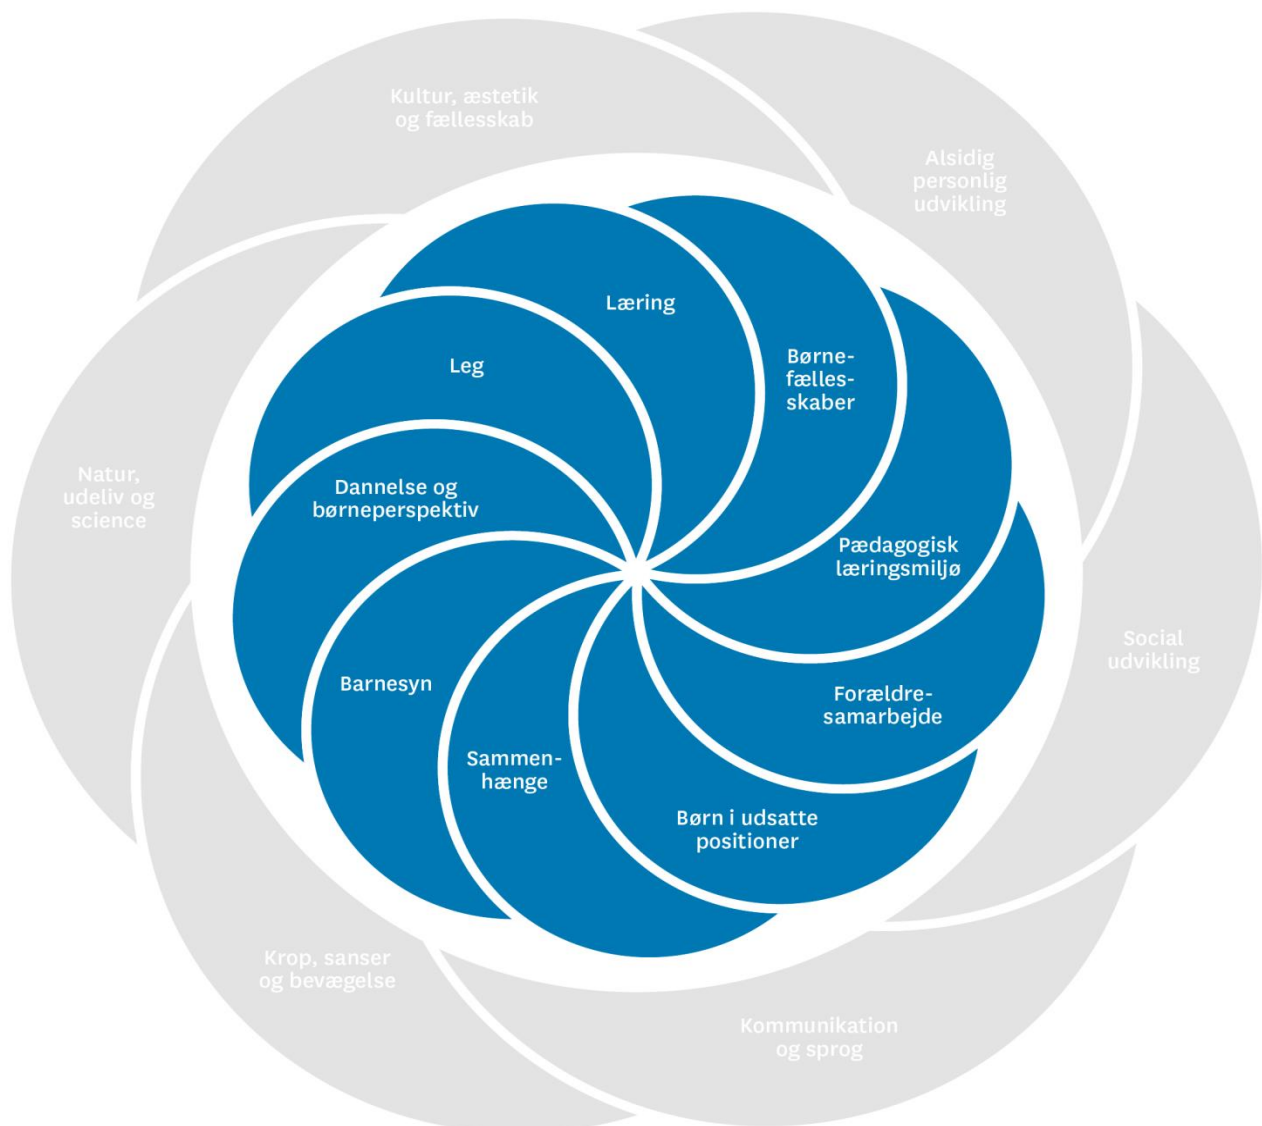 Kultur, æstetik
og fællesskab
Alsidig
personlig
udvikling
Læring
Børne-
fælles-
skaber
Leg
Natur,
udeliv og
science
Dannelse og
børneperspektiv
Pædagogisk
læringsmiljø
Social
udvikling
Barnesyn
Forældre-
samarbejde
Sammen-
hænge
Børn i udsatte
positioner
Krop, sanser
og bevægelse
Kommunikation
og sprog